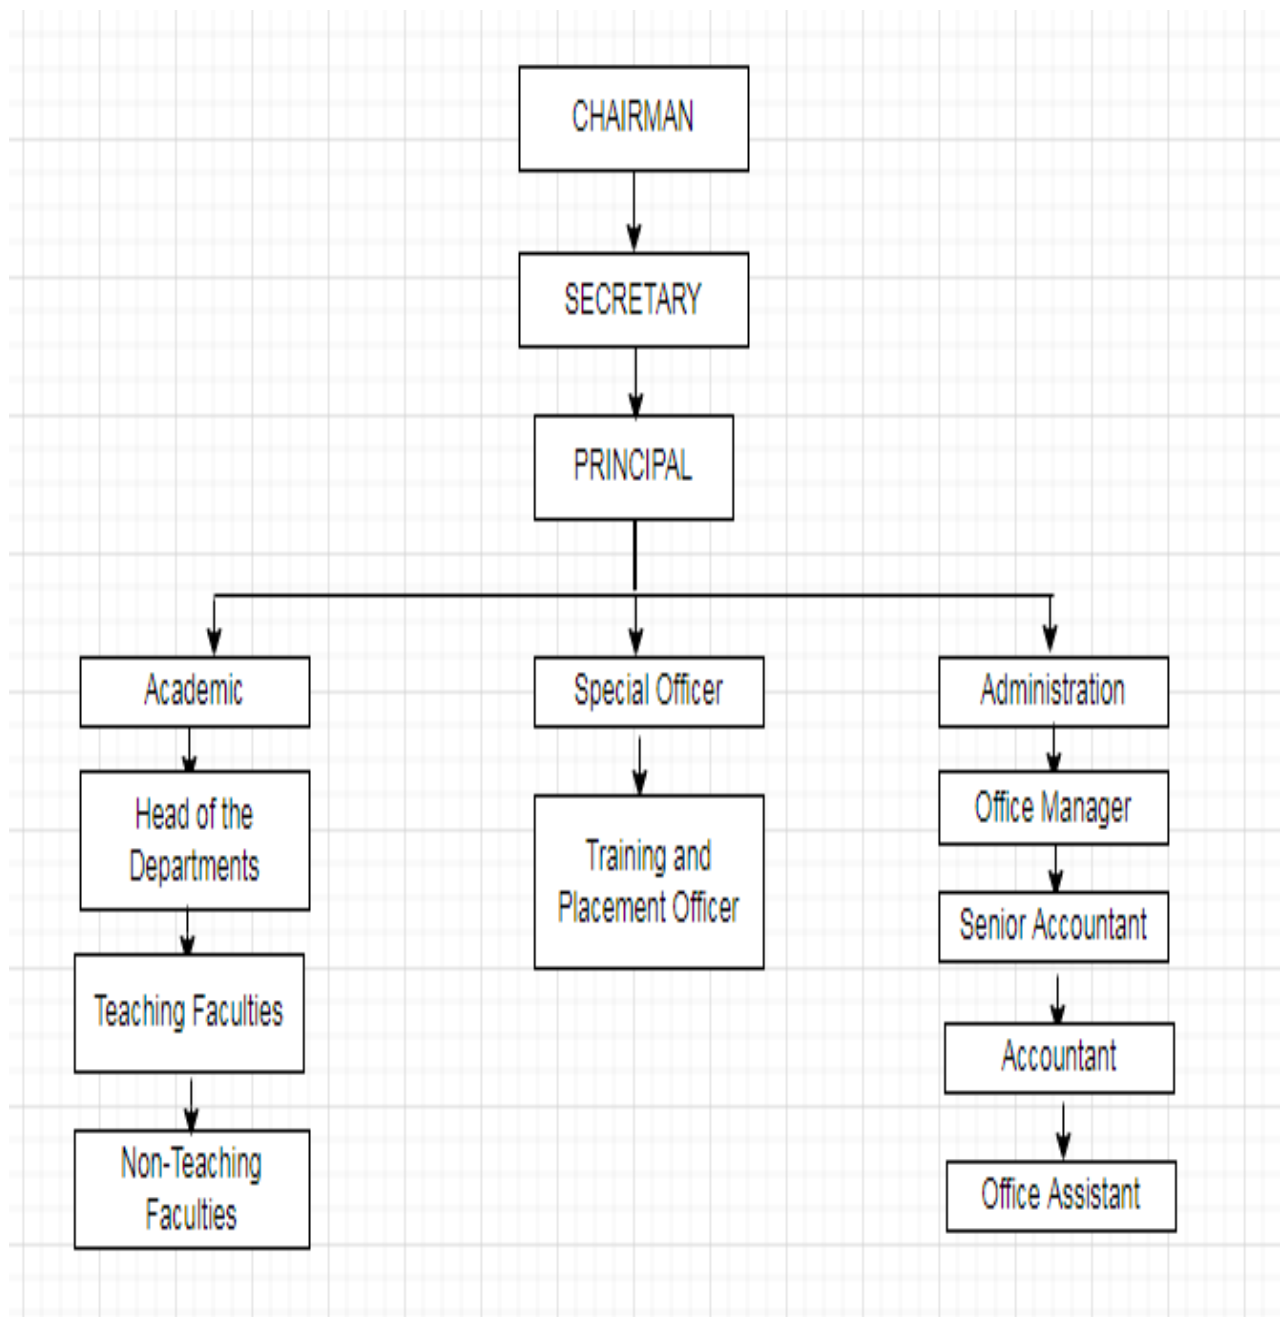 CHAIRMAN
SECRETARY
PRINCIPAL
Academic
Special Officer
Administration
Head of the
Departments
Training and
Placement Officer
Office Manager
Senior Accountant
Teaching Faculties
Accountant
Non-Teaching
Faculties
Office Assistant